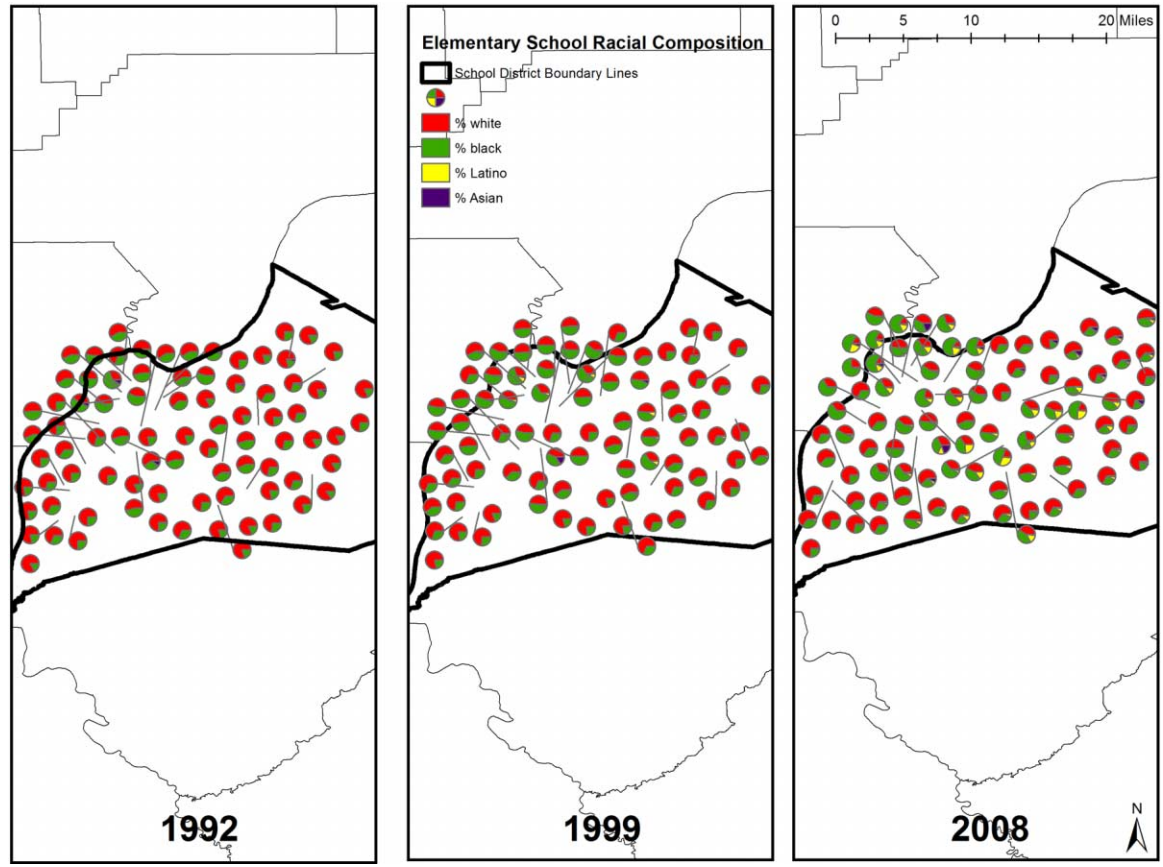 Elementary School Racial Composition
School District Boundary Lines
% white
% black
% Latino
% Asian
0 5 10 20 Miles
1992
1999
2008
N